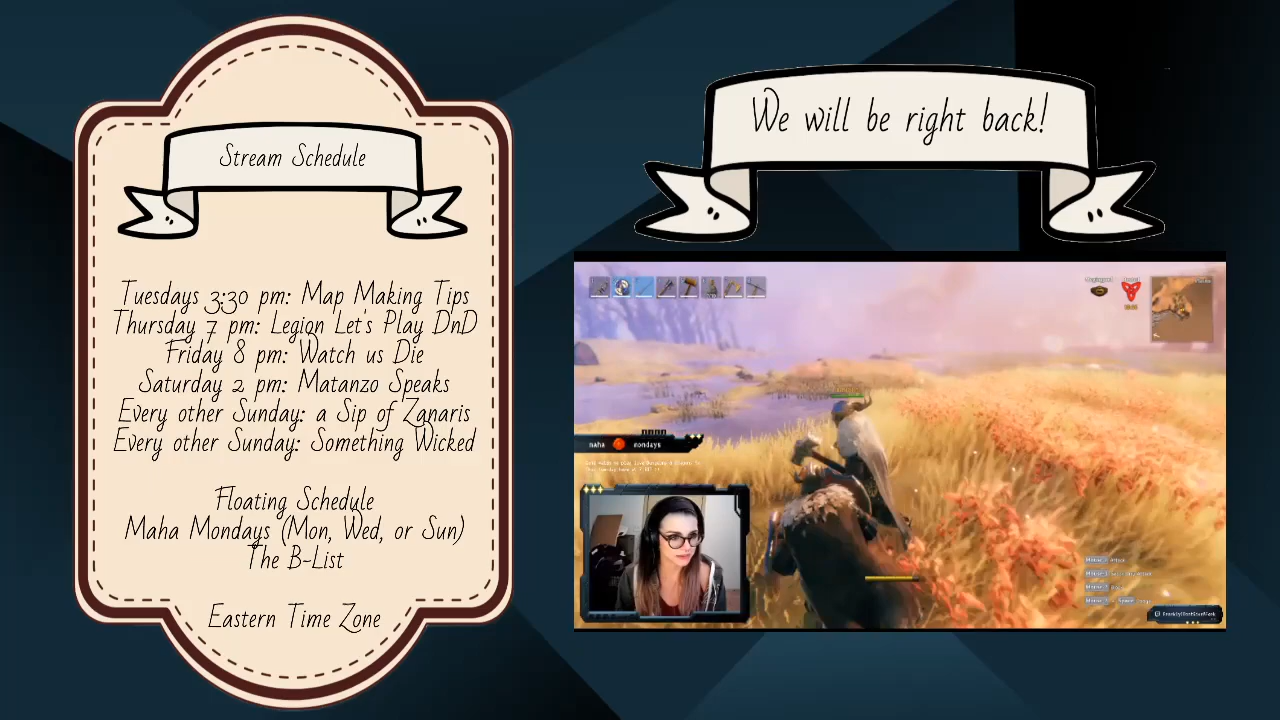 Stream Schedule
Tuesdays 3:30 pm: Map Making Tips
Thursday 7 pm: Legion Let's Play DnD
Friday 8 pm: Watch us Die
Saturday 2 pm: Matanzo Speaks
Every other Sunday: a Sip of Zanaris
Every other Sunday: Something Wicked
Floating Schedule
Maha Mondays (Mon, Wed, or Sun)
The B-List
Eastern Time Zone
We will be right back!
maha mondays